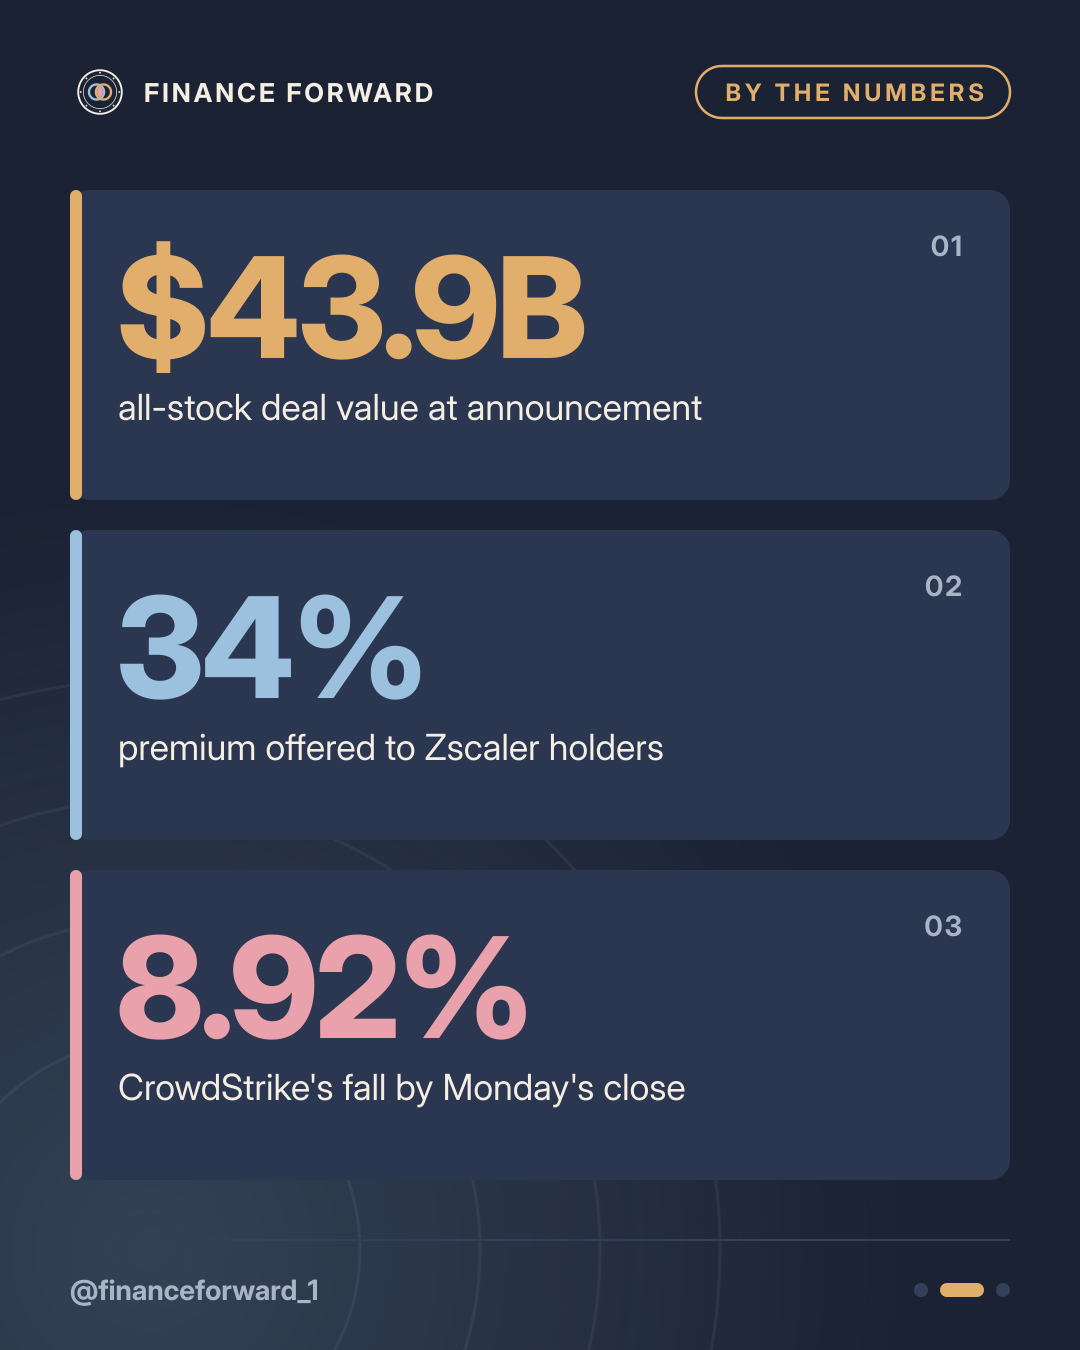 FINANCE FORWARD
BY THE NUMBERS
01
$43.9B
all-stock deal value at announcement
02
34%
premium offered to Zscaler holders
03
8.92%
CrowdStrike's fall by Monday's close
@financeforward_1